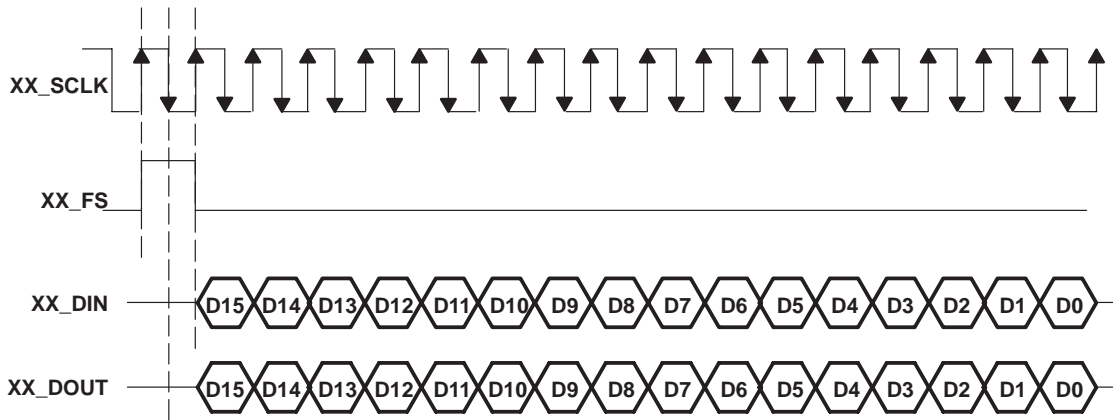 XX_SCLK
XX_FS
XX_DIN D15 D14 D13 D12 D11 D10 D9 D8 D7 D6 D5 D4 D3 D2 D1 D0
XX_DOUT D15 D14 D13 D12 D11 D10 D9 D8 D7 D6 D5 D4 D3 D2 D1 D0